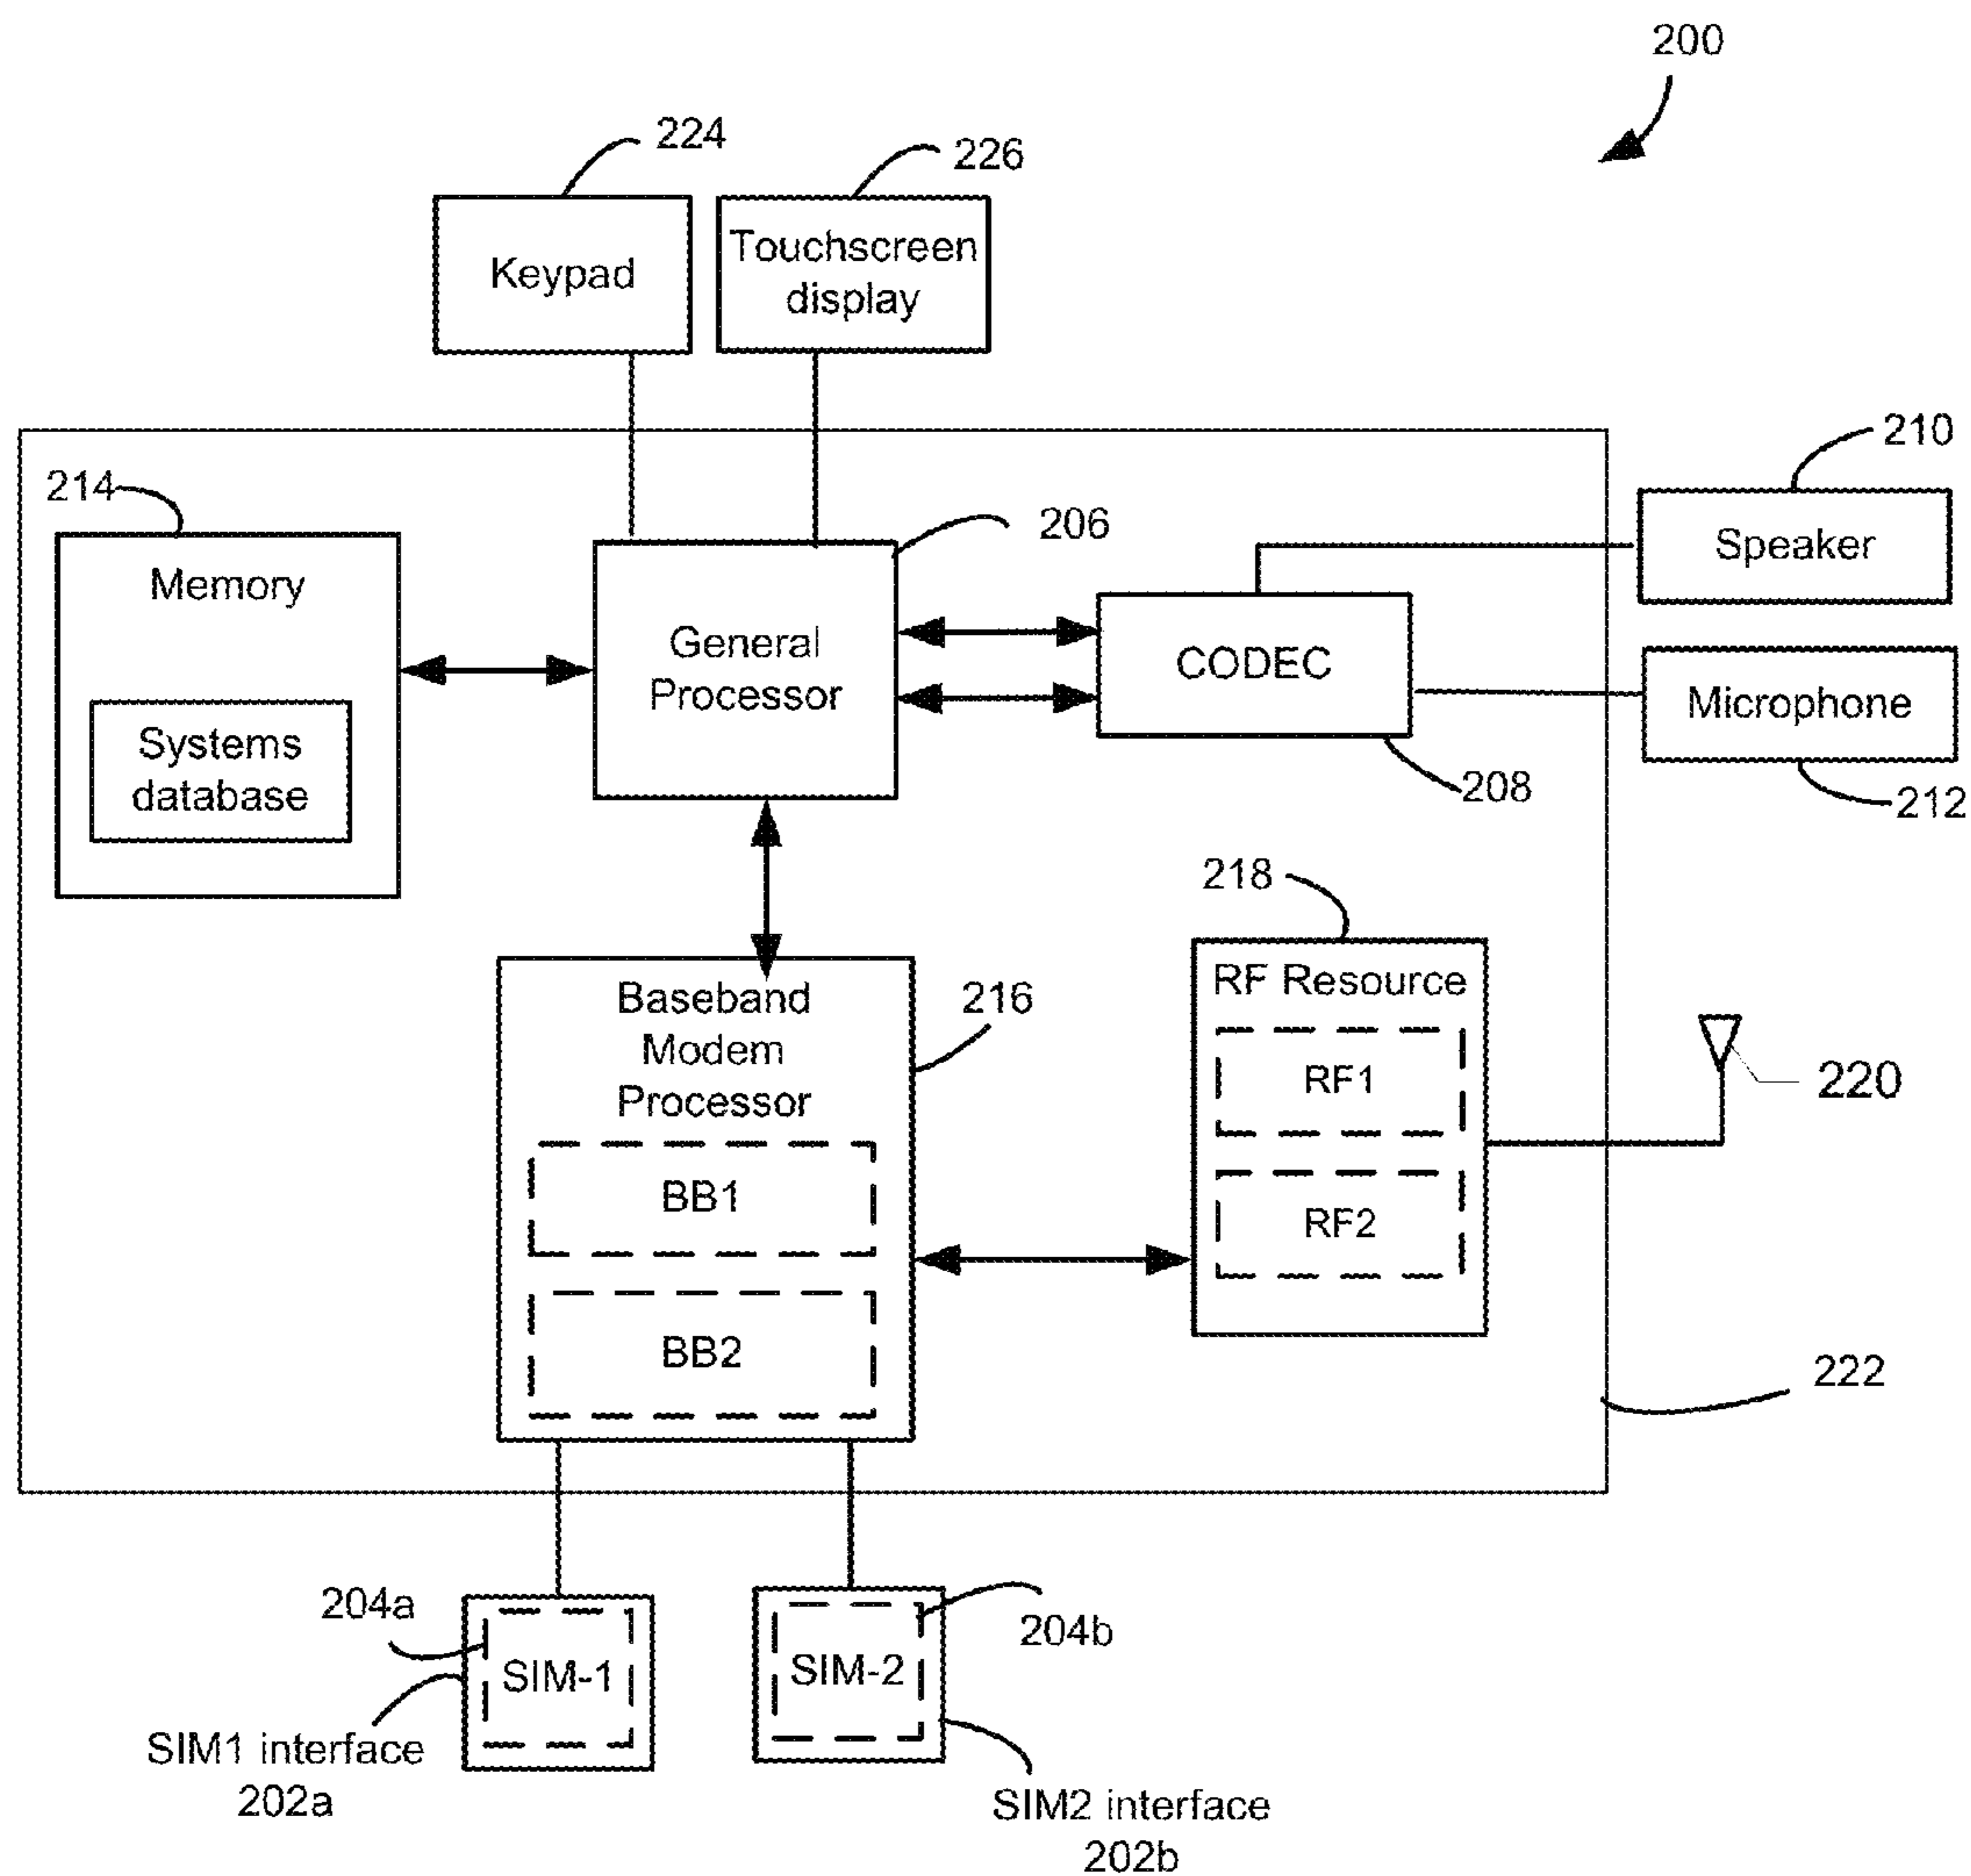 200
224
226
Keypad
Touchscreen
display
210
214
206
Speaker
Memory
General
Processor
CODEC
Microphone
Systems
database
208
212
218
Baseband
Modem
Processor
216
RF Resource
RF1
220
BB1
RF2
BB2
222
204a
204b
SIM-1
SIM-2
SIM1 interface
202a
SIM2 interface
202b